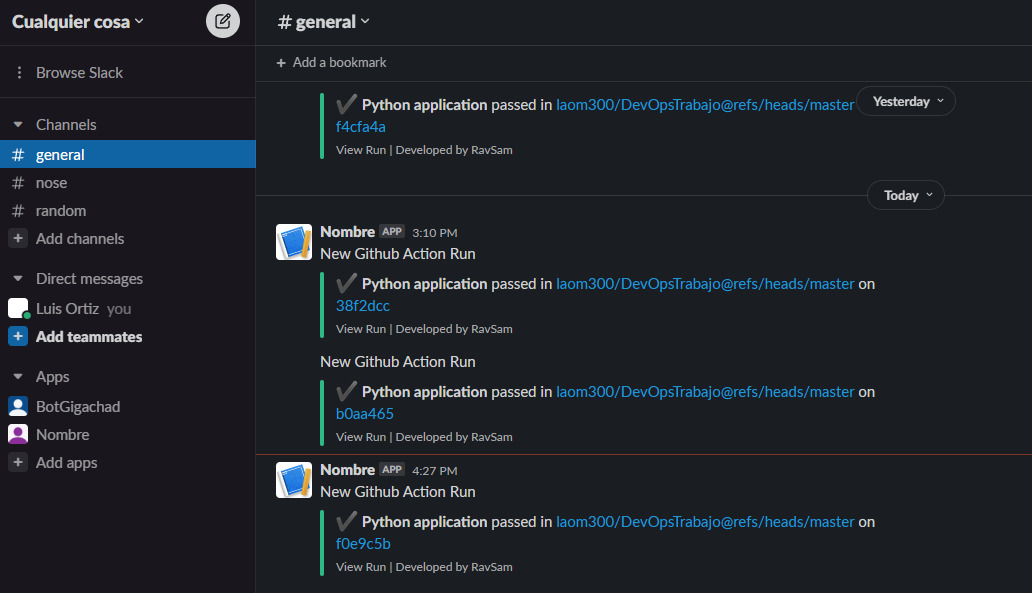 Cualquier cosa
Browse Slack
Channels
# general
# nose
# random
+ Add channels
Direct messages
Luis Ortiz you
+ Add teammates
Apps
BotGigachad
Nombre
+ Add apps
# general
+ Add a bookmark
✔ Python application passed in laom300/DevOpsTrabajo@refs/heads/master
Yesterday
f4cfa4a
View Run | Developed by RavSam
Today
Nombre APP 3:10 PM
New Github Action Run
✔ Python application passed in laom300/DevOpsTrabajo@refs/heads/master on
38f2dcc
View Run | Developed by RavSam
New Github Action Run
✔ Python application passed in laom300/DevOpsTrabajo@refs/heads/master on
b0aa465
View Run | Developed by RavSam
Nombre APP 4:27 PM
New Github Action Run
✔ Python application passed in laom300/DevOpsTrabajo@refs/heads/master on
f0e9c5b
View Run | Developed by RavSam